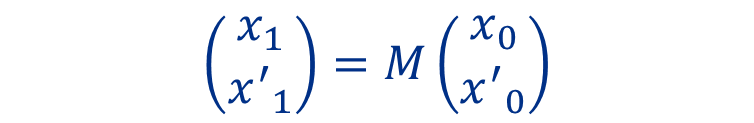 (x₁ x′₁) = M (x₀ x′₀)